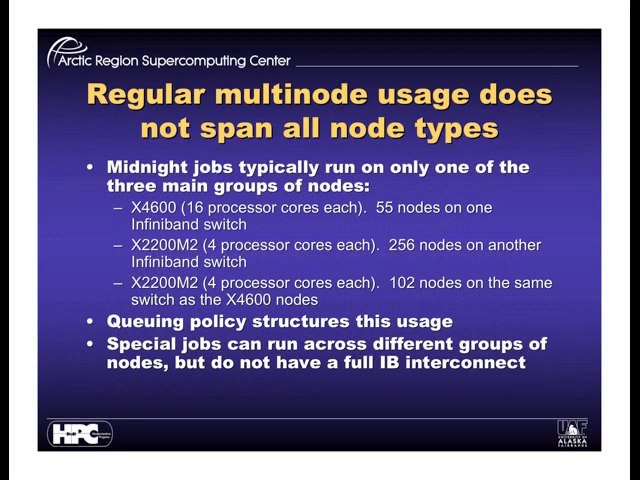 Arctic Region Supercomputing Center
Regular multinode usage does
not span all node types
• Midnight jobs typically run on only one of the
three main groups of nodes:
– X4600 (16 processor cores each).  55 nodes on one
Infiniband switch
– X2200M2 (4 processor cores each).  256 nodes on another
Infiniband switch
– X2200M2 (4 processor cores each).  102 nodes on the same
switch as the X4600 nodes
• Queuing policy structures this usage
• Special jobs can run across different groups of
nodes, but do not have a full IB interconnect
HPC
UAF
UNIVERSITY OF
ALASKA
FAIRBANKS